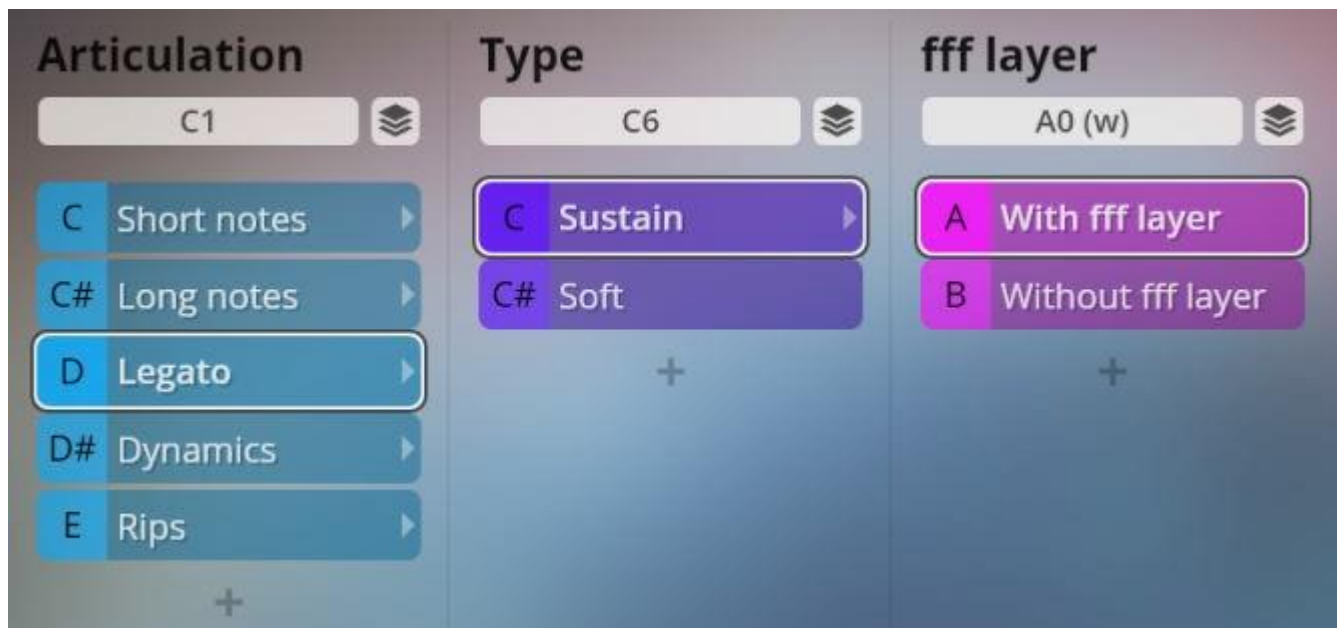 Articulation
C1
C Short notes
C# Long notes
D Legato
D# Dynamics
E Rips
+
Type
C6
C Sustain
C# Soft
+
fff layer
A0 (w)
A With fff layer
B Without fff layer
+